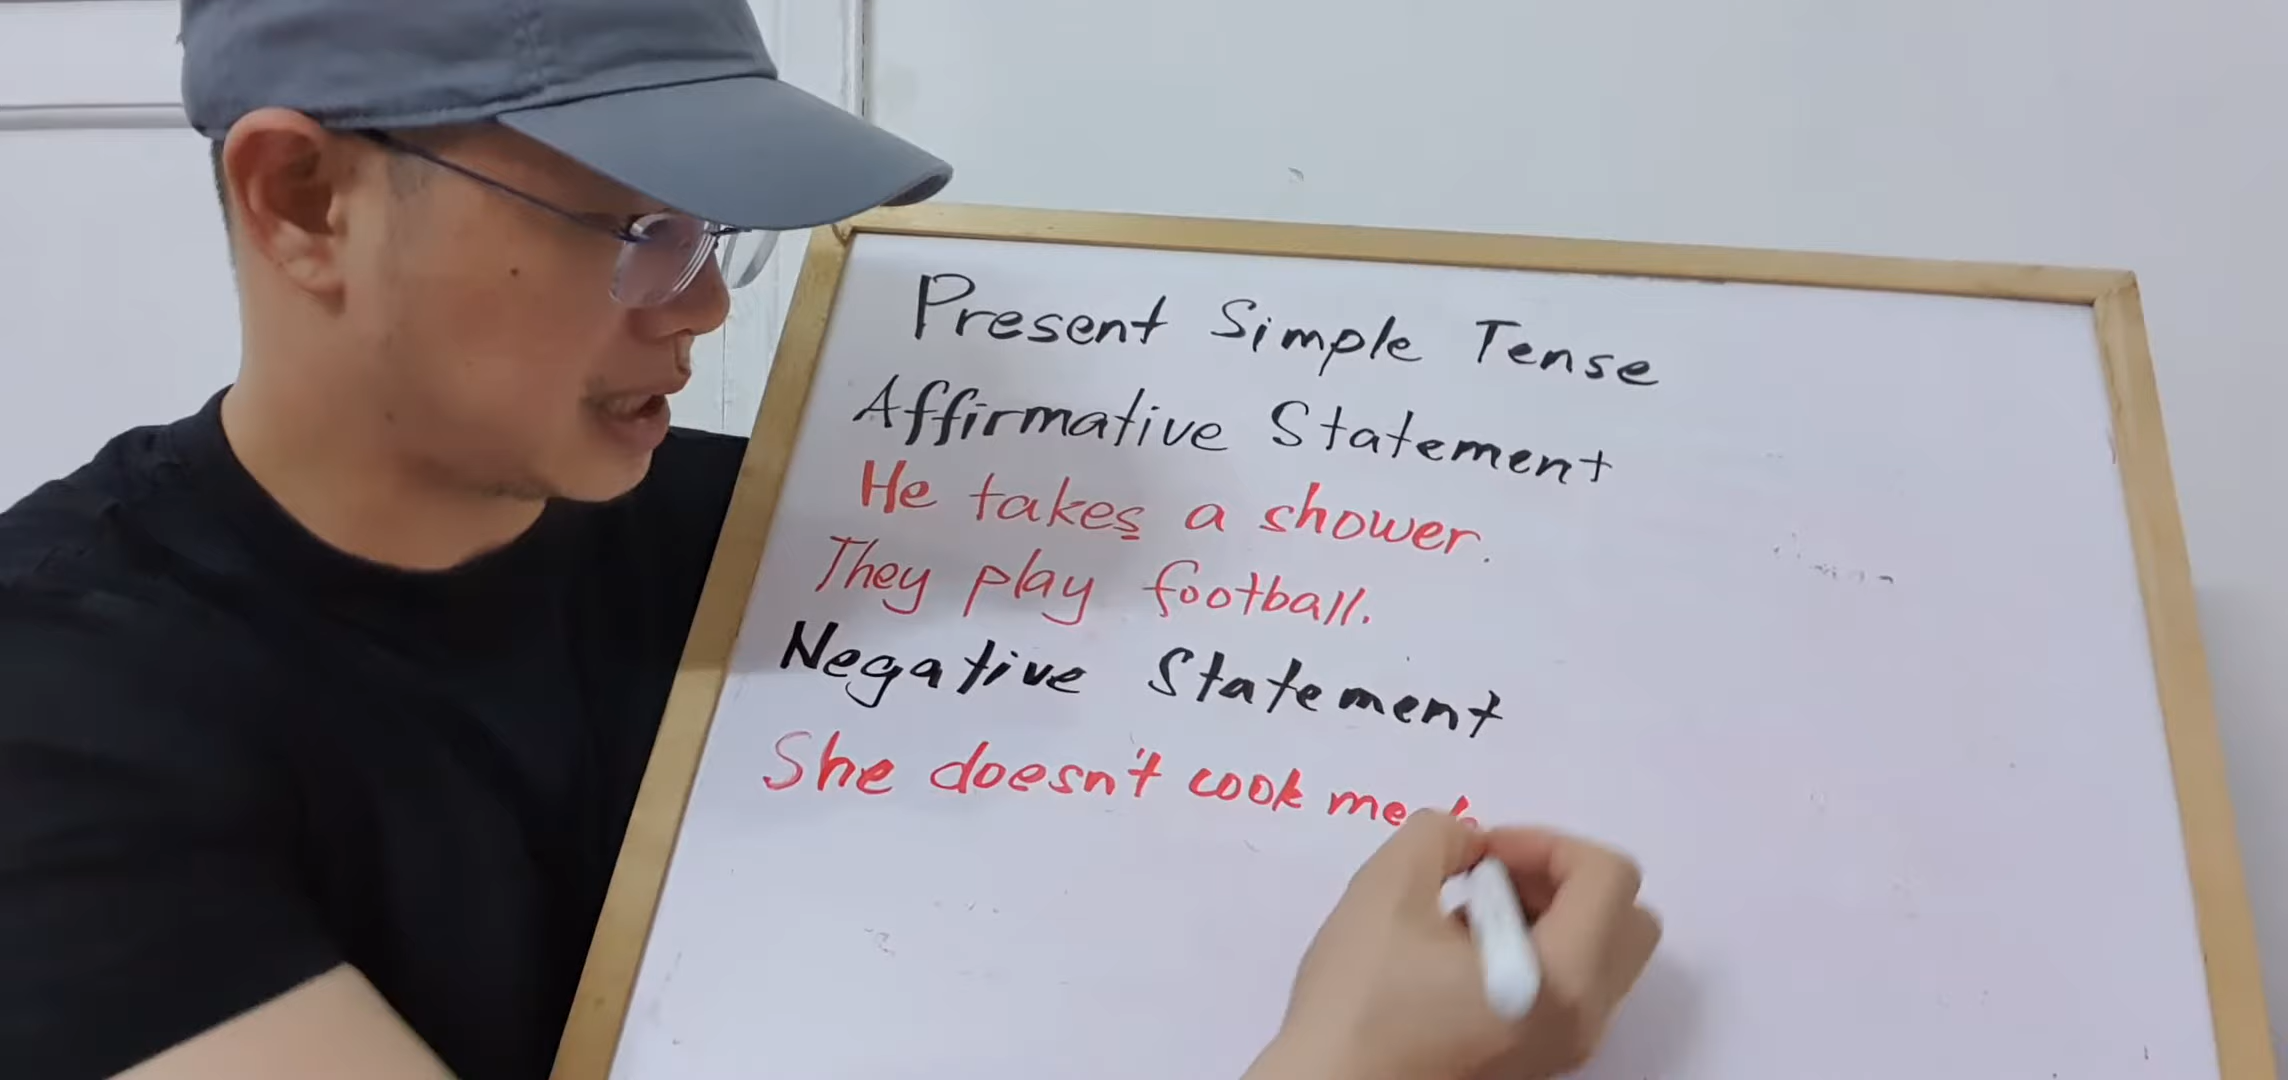 Present Simple Tense
Affirmative Statement
He takes a shower.
They play football.
Negative Statement
She doesn't cook